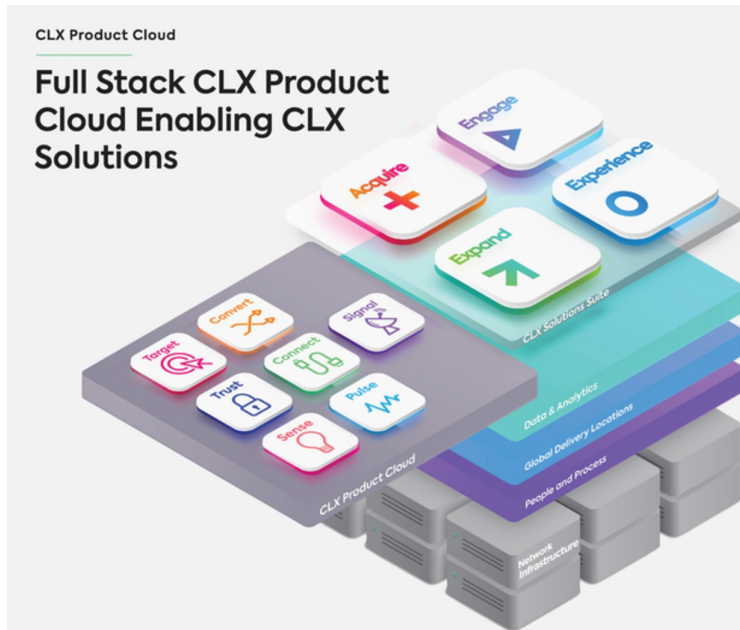 CLX Product Cloud
Full Stack CLX Product
Cloud Enabling CLX
Solutions
Engage
Acquire
Experience
Expand
CLX Solutions Suite
Convert
Signal
Target
Connect
Trust
Pulse
Sense
CLX Product Cloud
Data & Analytics
Global Delivery Locations
People and Process
Network
Infrastructure